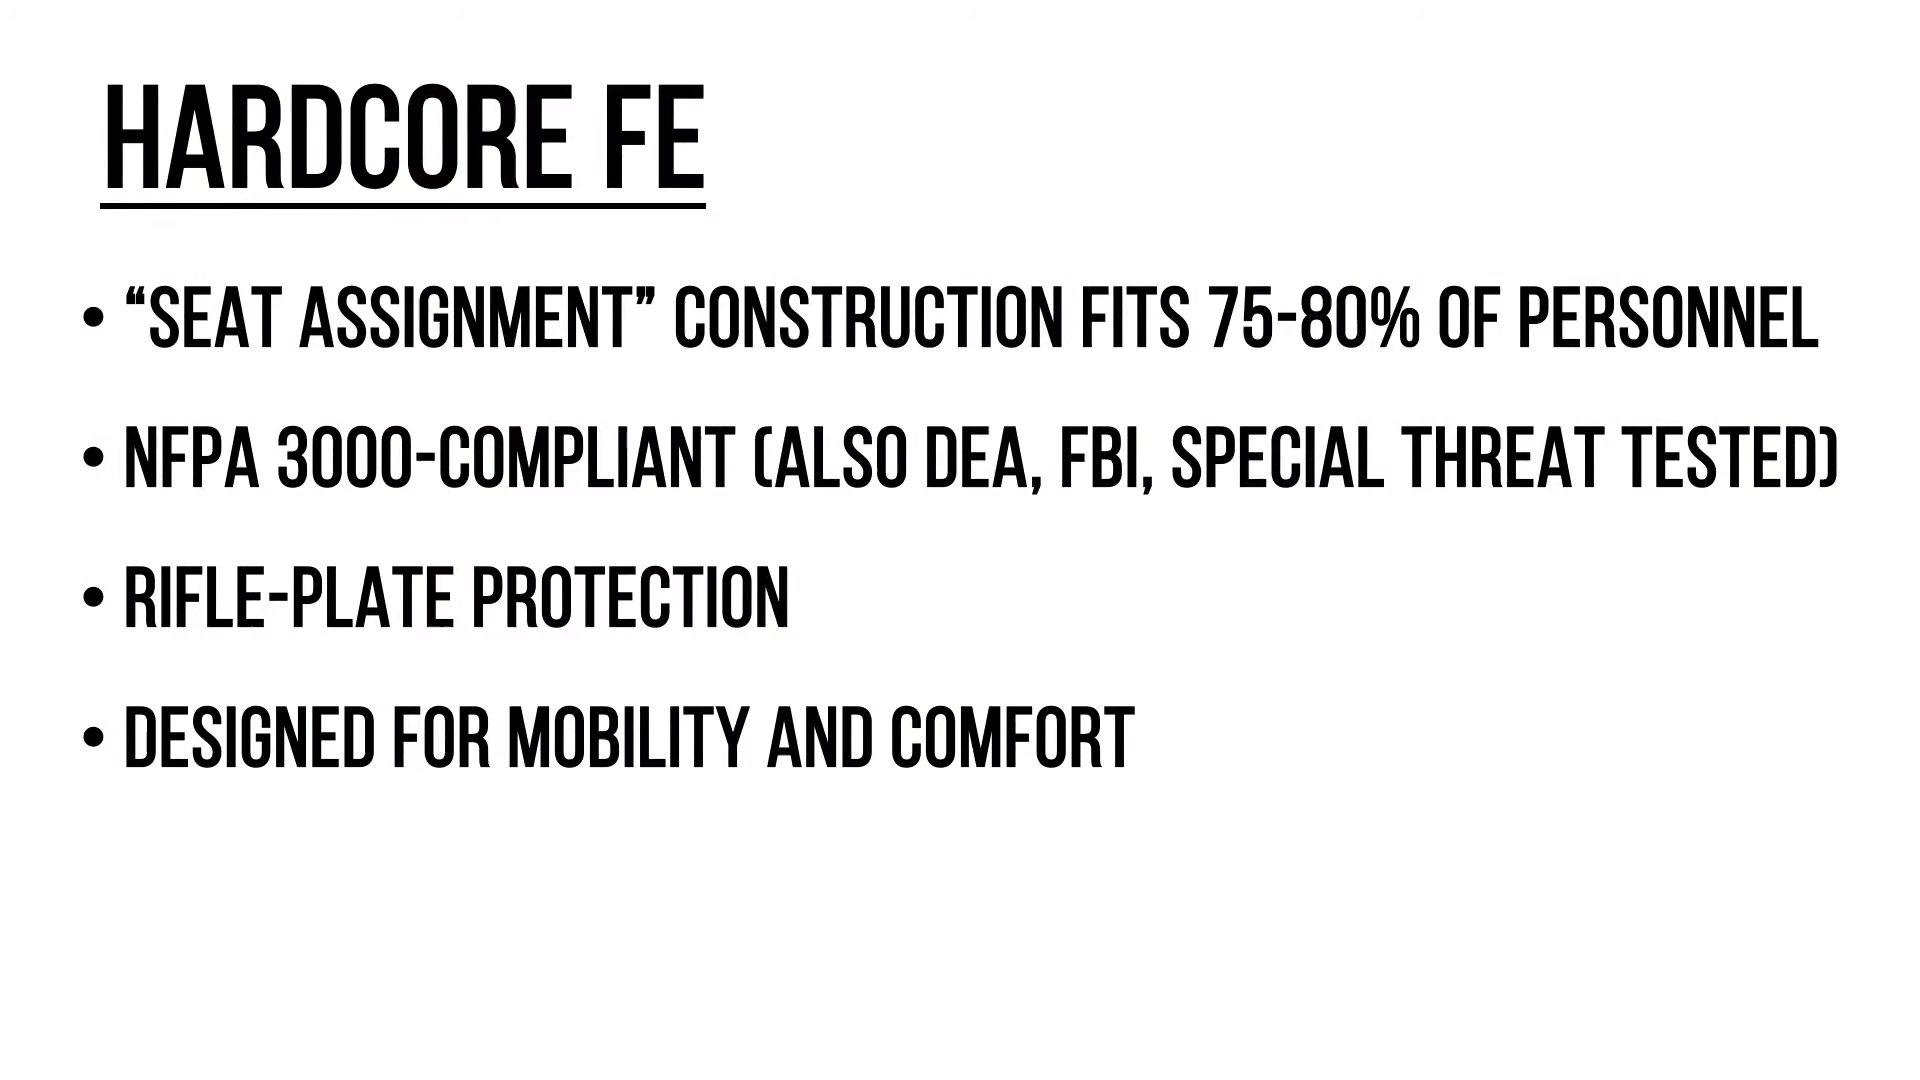 HARDCORE FE
• “SEAT ASSIGNMENT” CONSTRUCTION FITS 75-80% OF PERSONNEL
• NFPA 3000-COMPLIANT (ALSO DEA, FBI, SPECIAL THREAT TESTED)
• RIFLE-PLATE PROTECTION
• DESIGNED FOR MOBILITY AND COMFORT